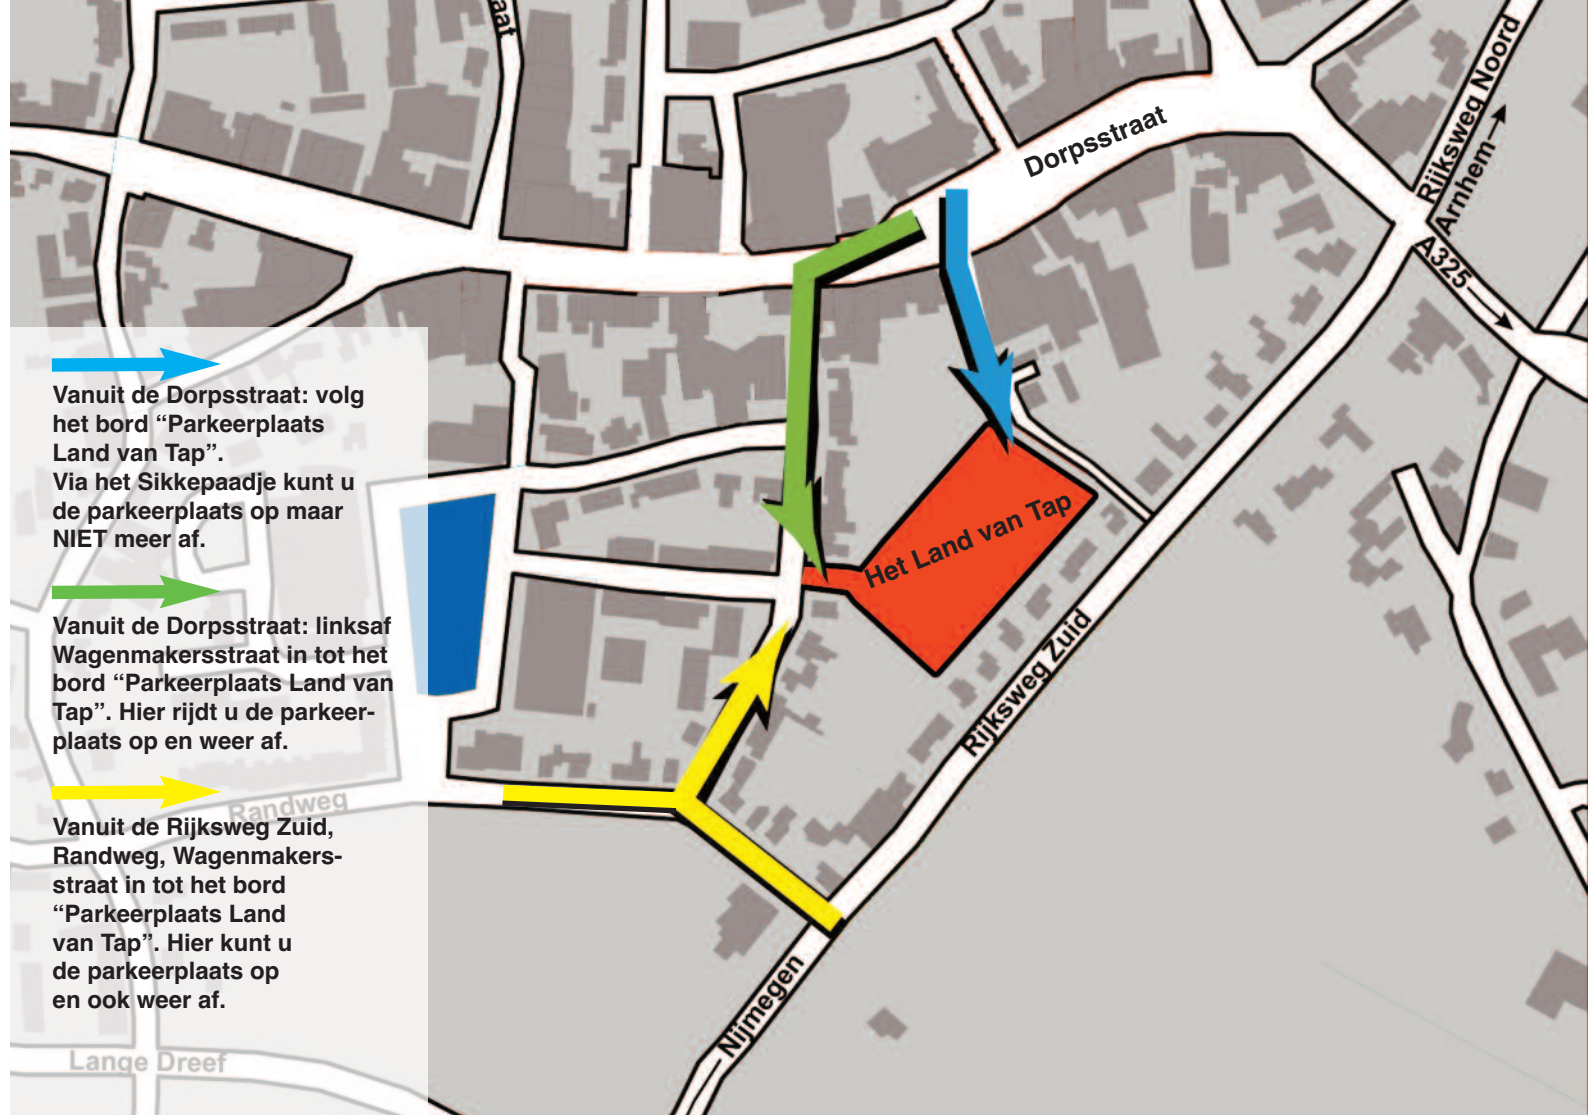 aat
Rijksweg Noord
Arnhem
Dorpsstraat
A325
Vanuit de Dorpsstraat: volg
het bord “Parkeerplaats
Land van Tap”.
Via het Sikkepaadje kunt u
de parkeerplaats op maar
NIET meer af.
Het Land van Tap
Vanuit de Dorpsstraat: linksaf
Wagenmakersstraat in tot het
bord “Parkeerplaats Land van
Tap”. Hier rijdt u de parkeer-
plaats op en weer af.
Rijksweg Zuid
Randweg
Vanuit de Rijksweg Zuid,
Randweg, Wagenmakers-
straat in tot het bord
“Parkeerplaats Land
van Tap”. Hier kunt u
de parkeerplaats op
en ook weer af.
Nijmegen
Lange Dreef